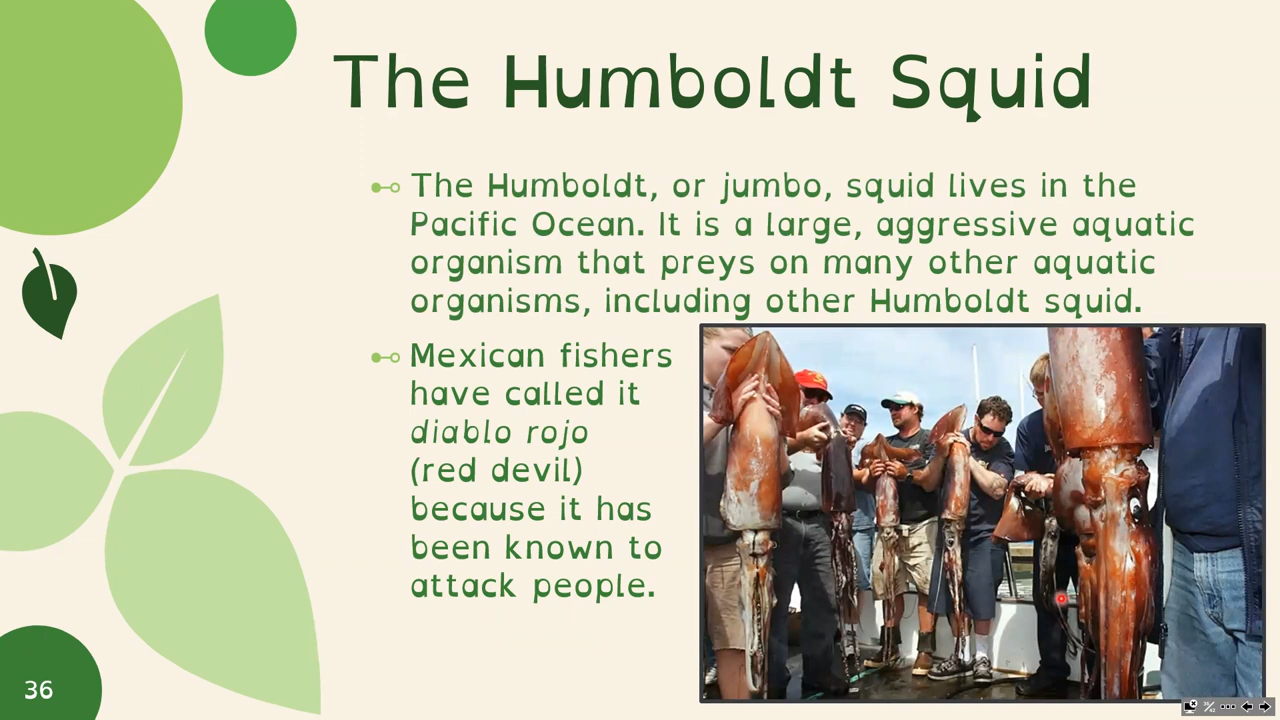 The Humboldt Squid
The Humboldt, or jumbo, squid lives in the
Pacific Ocean. It is a large, aggressive aquatic
organism that preys on many other aquatic
organisms, including other Humboldt squid.
Mexican fishers
have called it
diablo rojo
(red devil)
because it has
been known to
attack people.
36